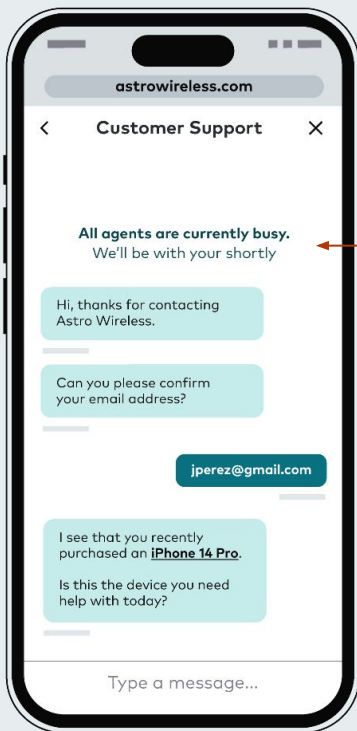 astrowireless.com
Customer Support
All agents are currently busy.
We'll be with your shortly
Hi, thanks for contacting
Astro Wireless.
Can you please confirm
your email address?
jperez@gmail.com
I see that you recently
purchased an iPhone 14 Pro.
Is this the device you need
help with today?
Type a message...